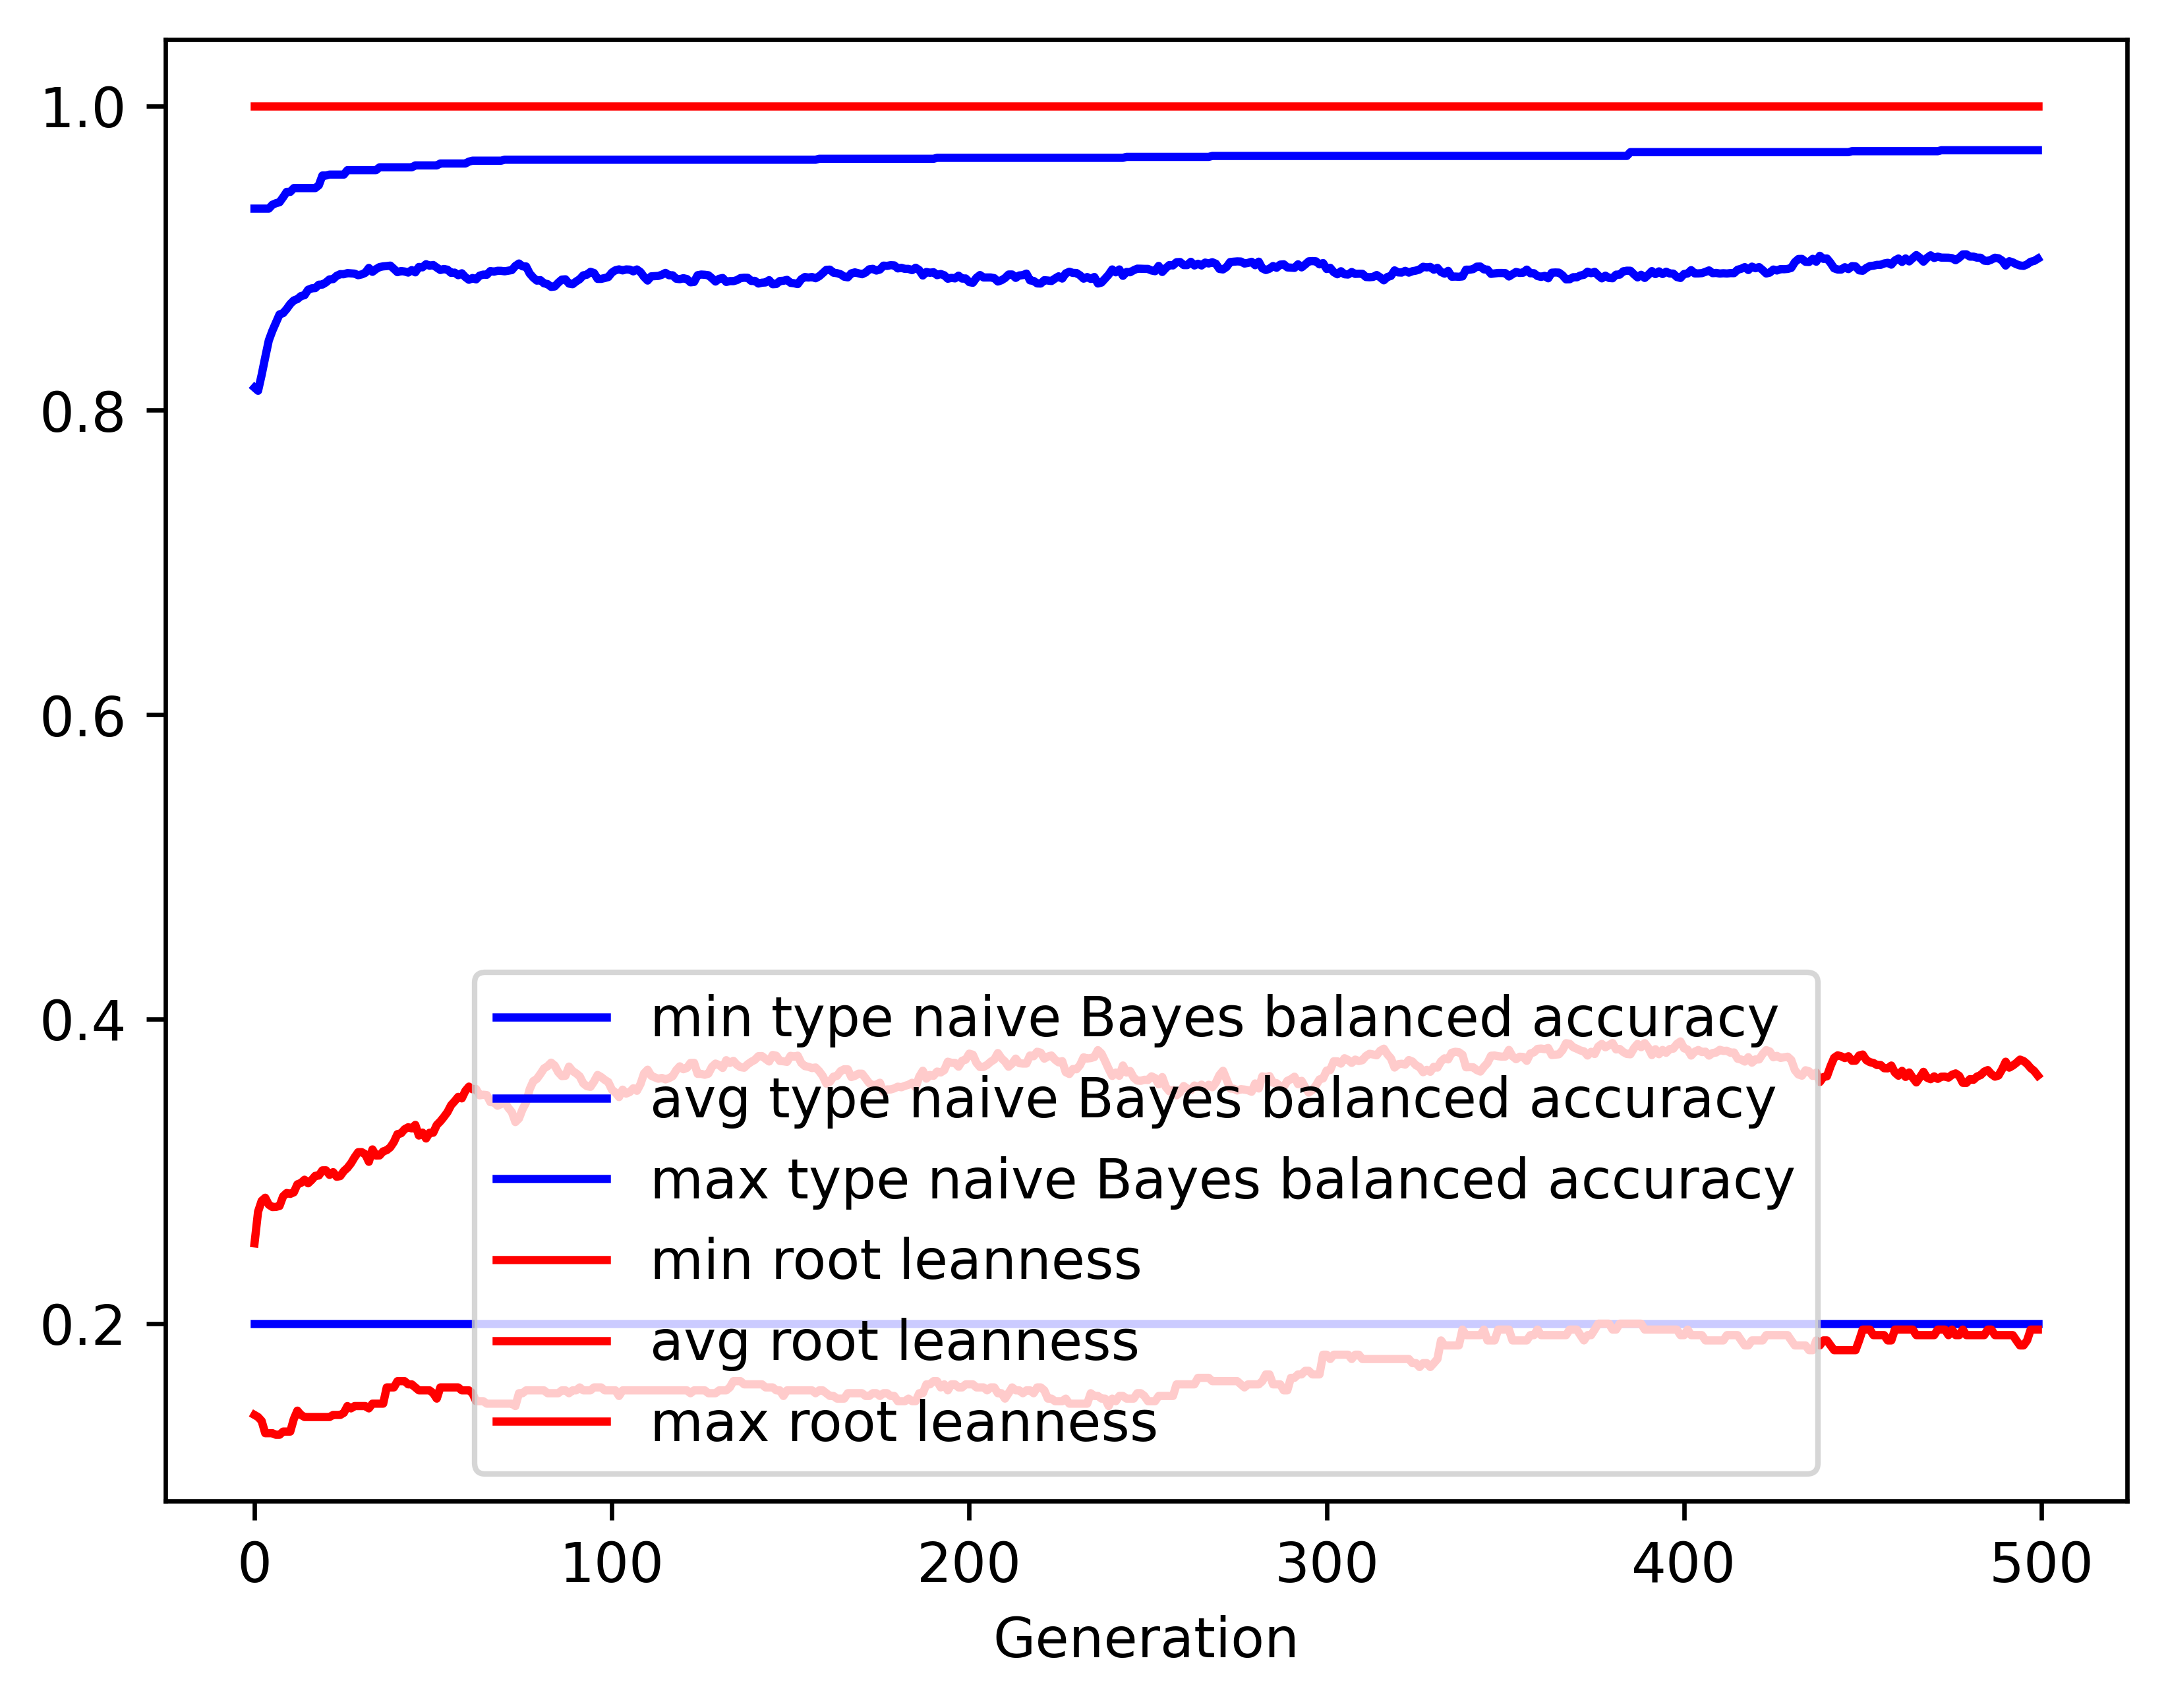 1.0
0.8
0.6
0.4
0.2
min type naive Bayes balanced accuracy
avg type naive Bayes balanced accuracy
max type naive Bayes balanced accuracy
min root leanness
avg root leanness
max root leanness
0 100 200 300 400 500
Generation